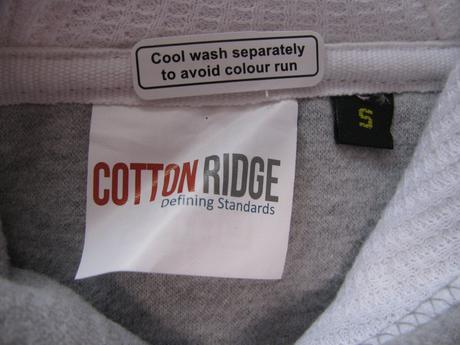 Cool wash separately
to avoid colour run
S
COTTON RIDGE
Defining Standards